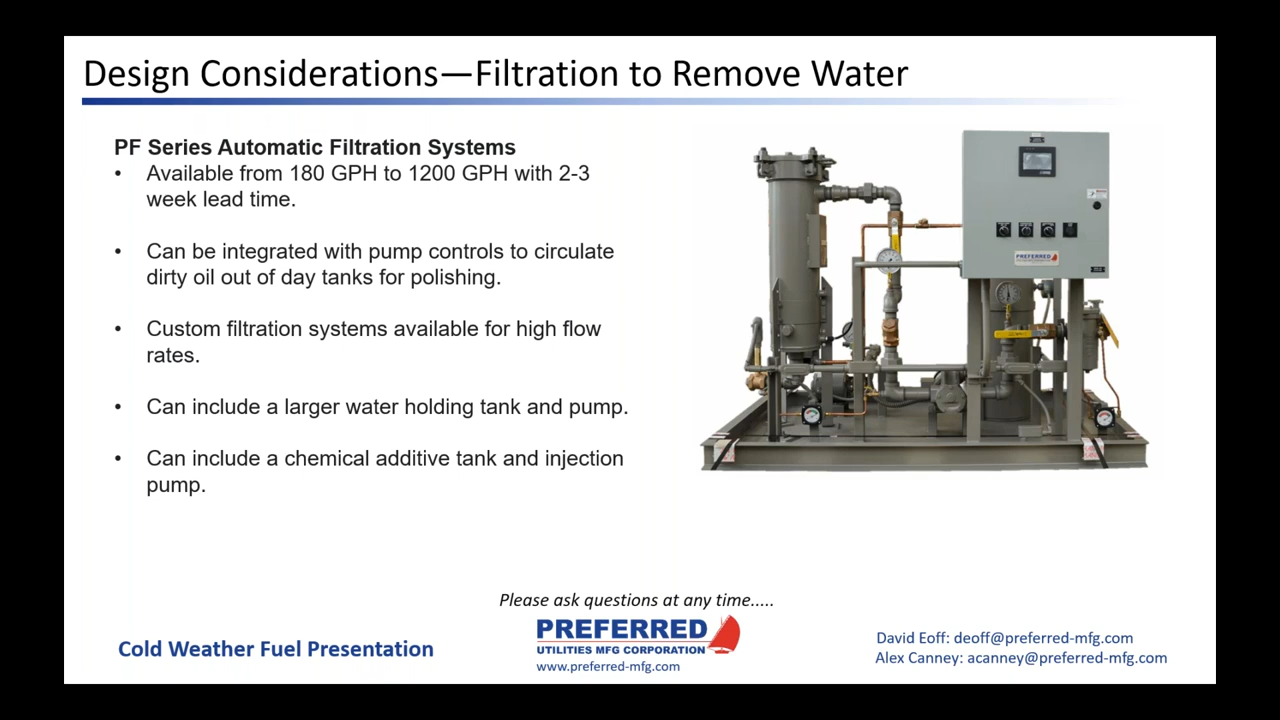 Design Considerations—Filtration to Remove Water
PF Series Automatic Filtration Systems
• Available from 180 GPH to 1200 GPH with 2-3
week lead time.
• Can be integrated with pump controls to circulate
dirty oil out of day tanks for polishing.
• Custom filtration systems available for high flow
rates.
• Can include a larger water holding tank and pump.
• Can include a chemical additive tank and injection
pump.
PREFERRED
Please ask questions at any time.....
Cold Weather Fuel Presentation
PREFERRED
UTILITIES MFG CORPORATION
www.preferred-mfg.com
David Eoff: deoff@preferred-mfg.com
Alex Canney: acanney@preferred-mfg.com